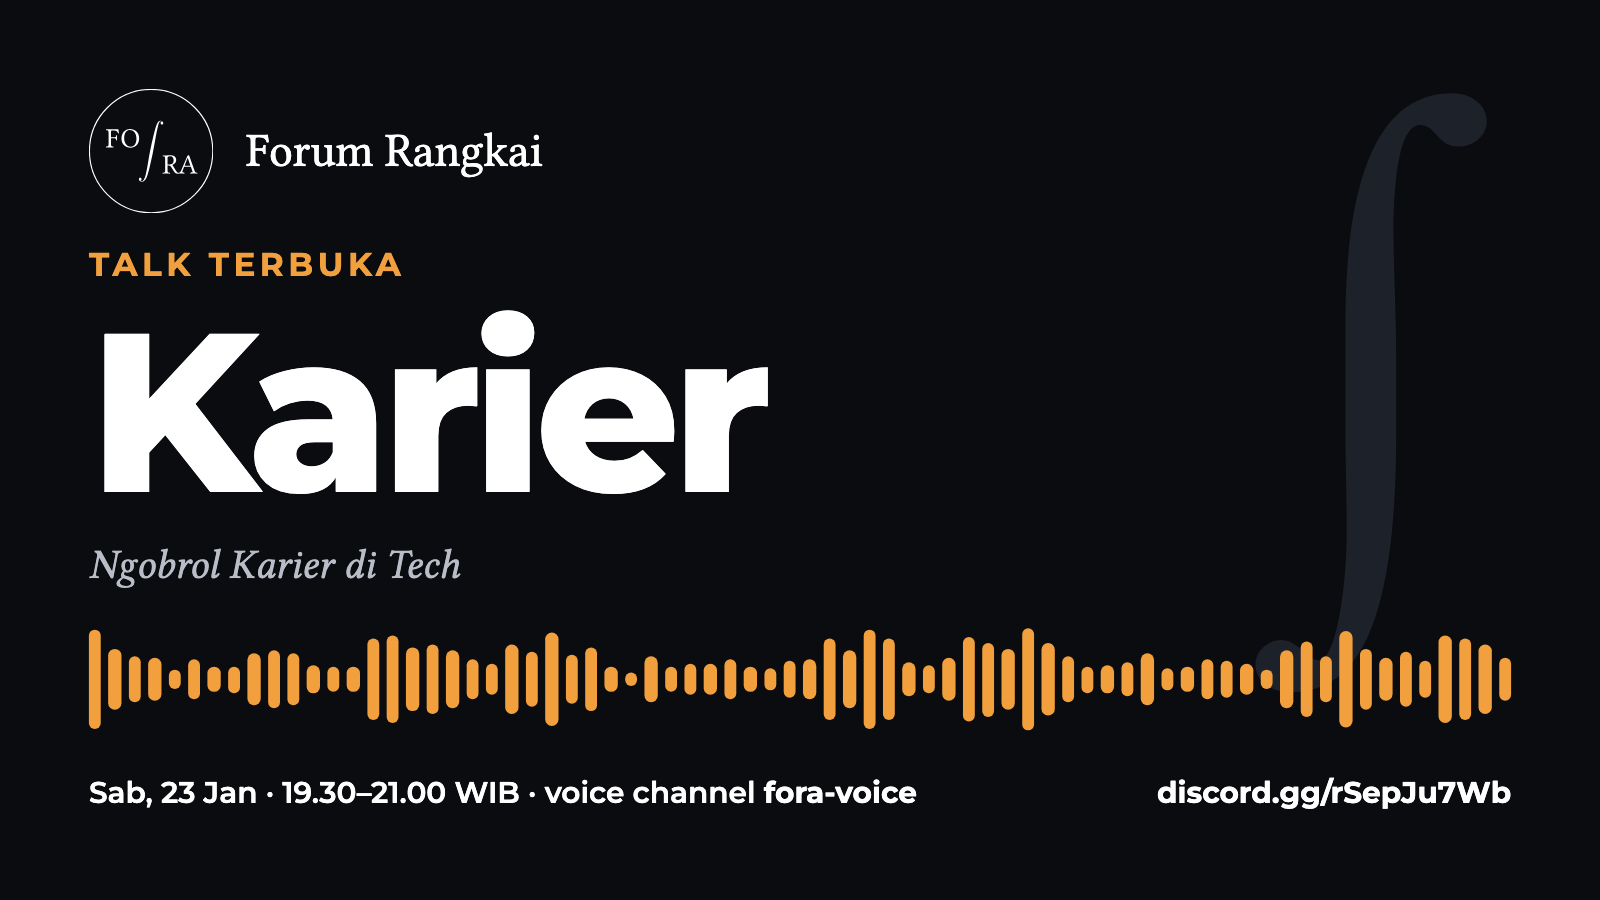 FO
RA
Forum Rangkai
TALK TERBUKA
Karier
Ngobrol Karier di Tech
Sab, 23 Jan · 19.30–21.00 WIB · voice channel fora-voice
discord.gg/rSepJu7Wb